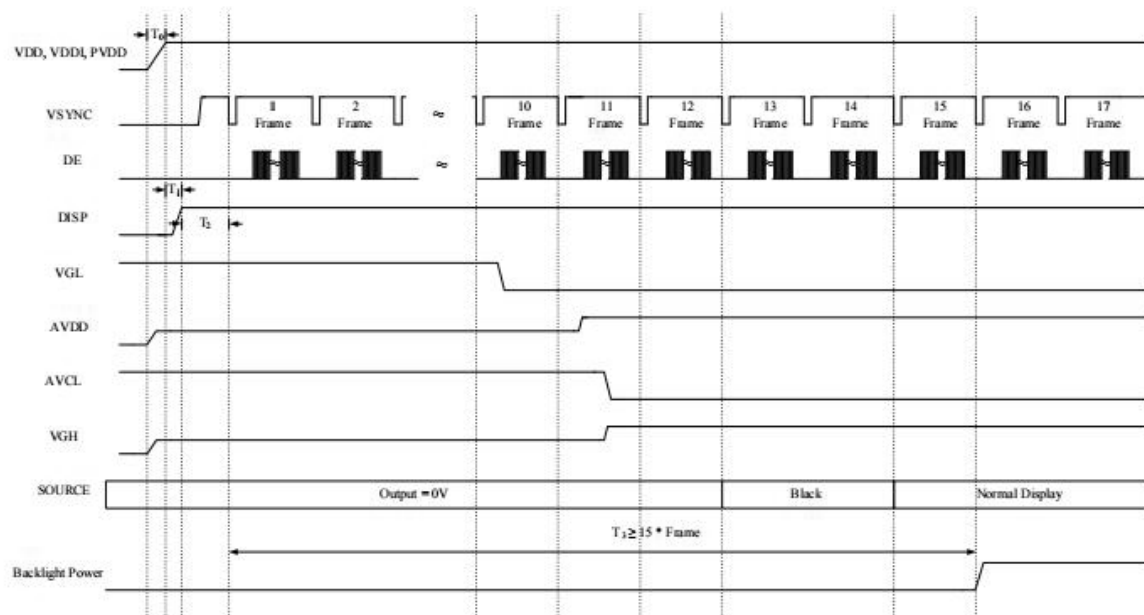 T₀
VDD, VDDI, PVDD
VSYNC
1 Frame
2 Frame
≈
10 Frame
11 Frame
12 Frame
13 Frame
14 Frame
15 Frame
16 Frame
17 Frame
DE
≈
T₁
DISP
T₂
VGL
AVDD
AVCL
VGH
SOURCE
Output = 0V
Black
Normal Display
T₃ ≥ 15 * Frame
Backlight Power